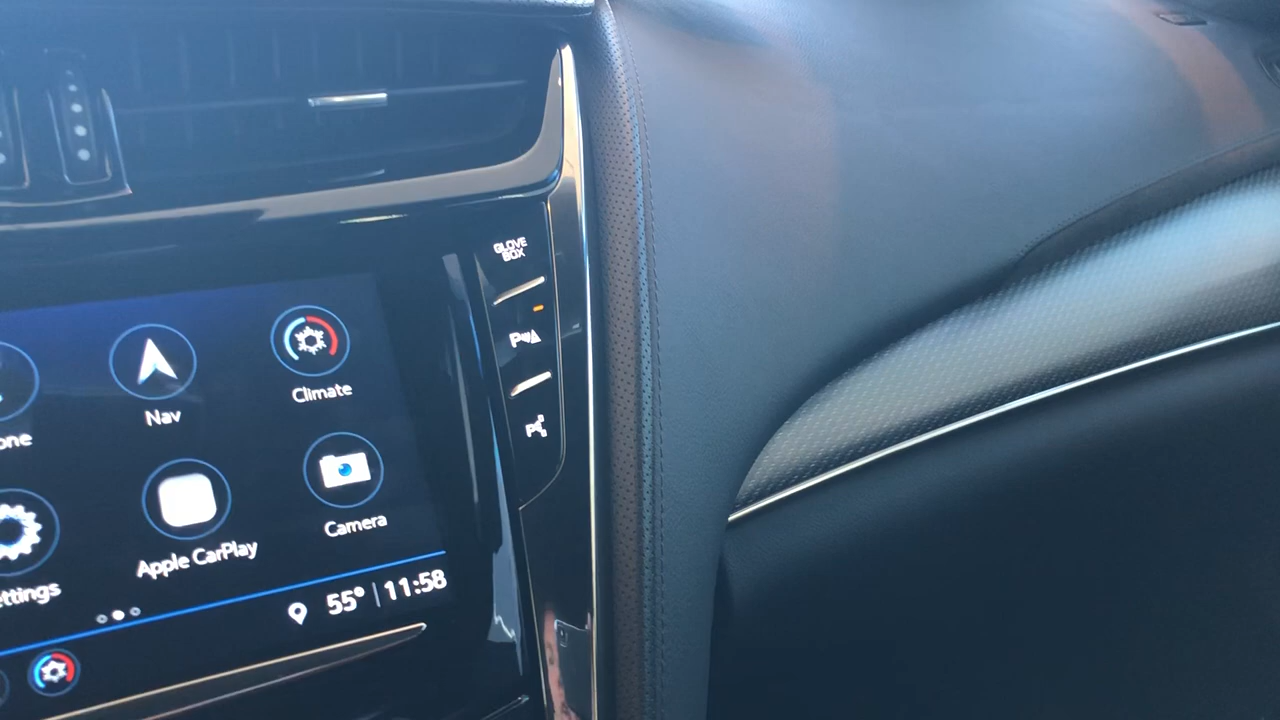 GLOVE
BOX
P
P
one
Nav
Climate
ettings
Apple CarPlay
Camera
55° | 11:58